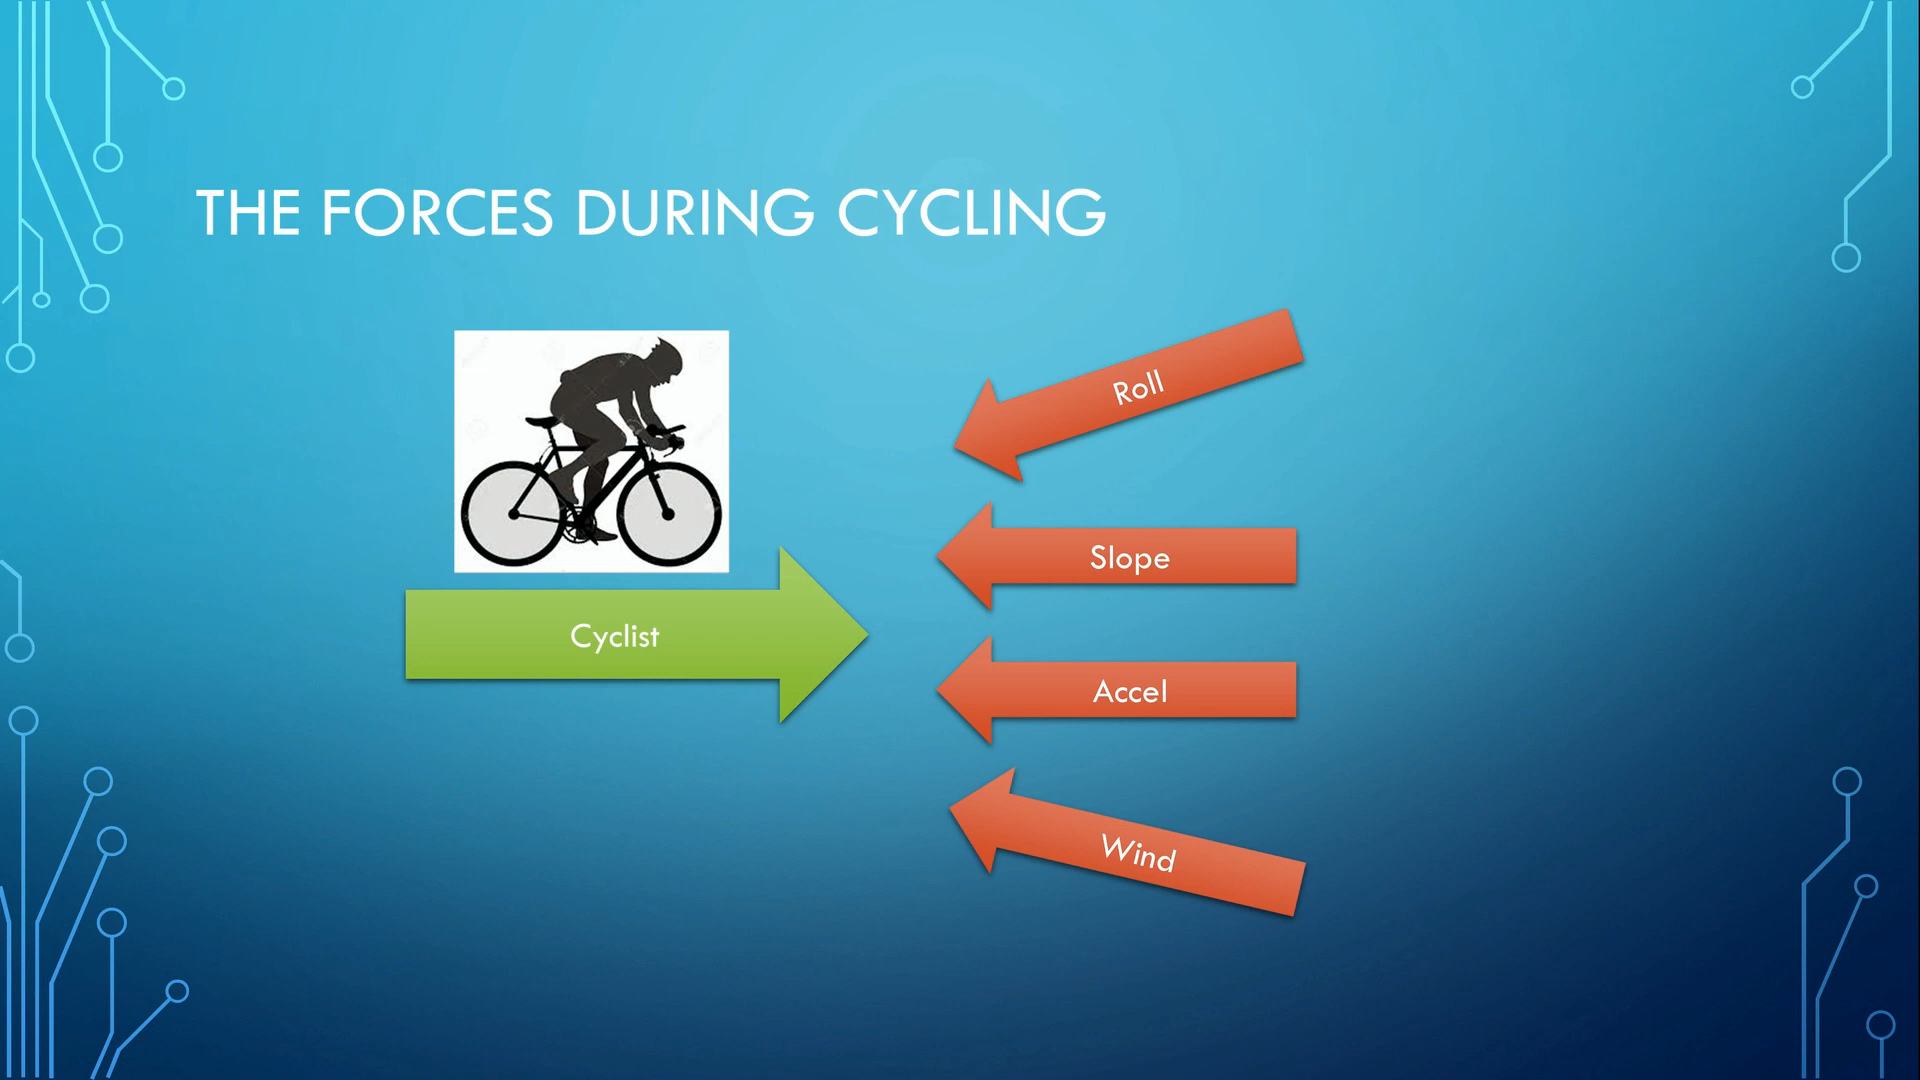 THE FORCES DURING CYCLING
Roll
Slope
Cyclist
Accel
Wind